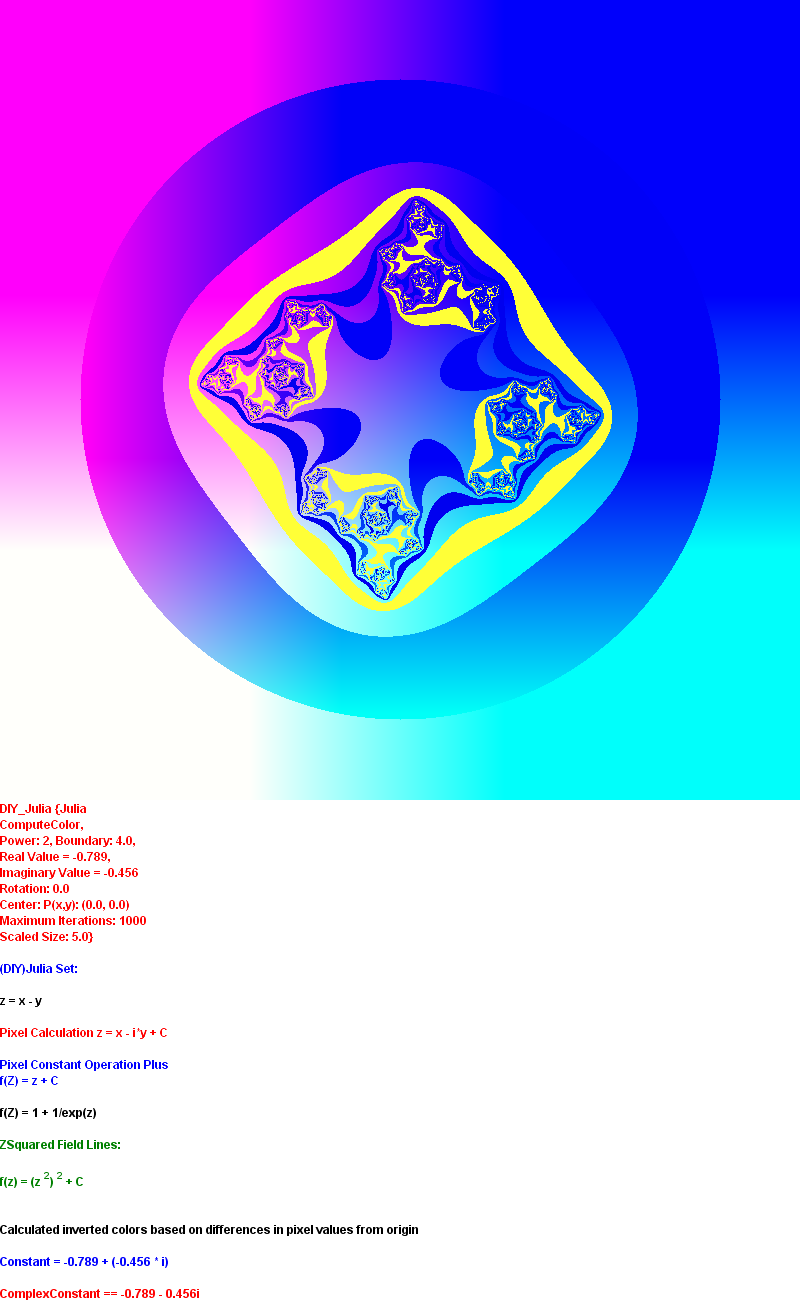 DIY_Julia {Julia
ComputeColor,
Power: 2, Boundary: 4.0,
Real Value = -0.789,
Imaginary Value = -0.456
Rotation: 0.0
Center: P(x,y): (0.0, 0.0)
Maximum Iterations: 1000
Scaled Size: 5.0}
(DIY)Julia Set:
z = x - y
Pixel Calculation z = x - i*y + C
Pixel Constant Operation Plus
f(Z) = z + C
f(Z) = 1 + 1/exp(z)
ZSquared Field Lines:
f(z) = (z 2) 2 + C
Calculated inverted colors based on differences in pixel values from origin
Constant = -0.789 + (-0.456 * i)
ComplexConstant == -0.789 - 0.456i